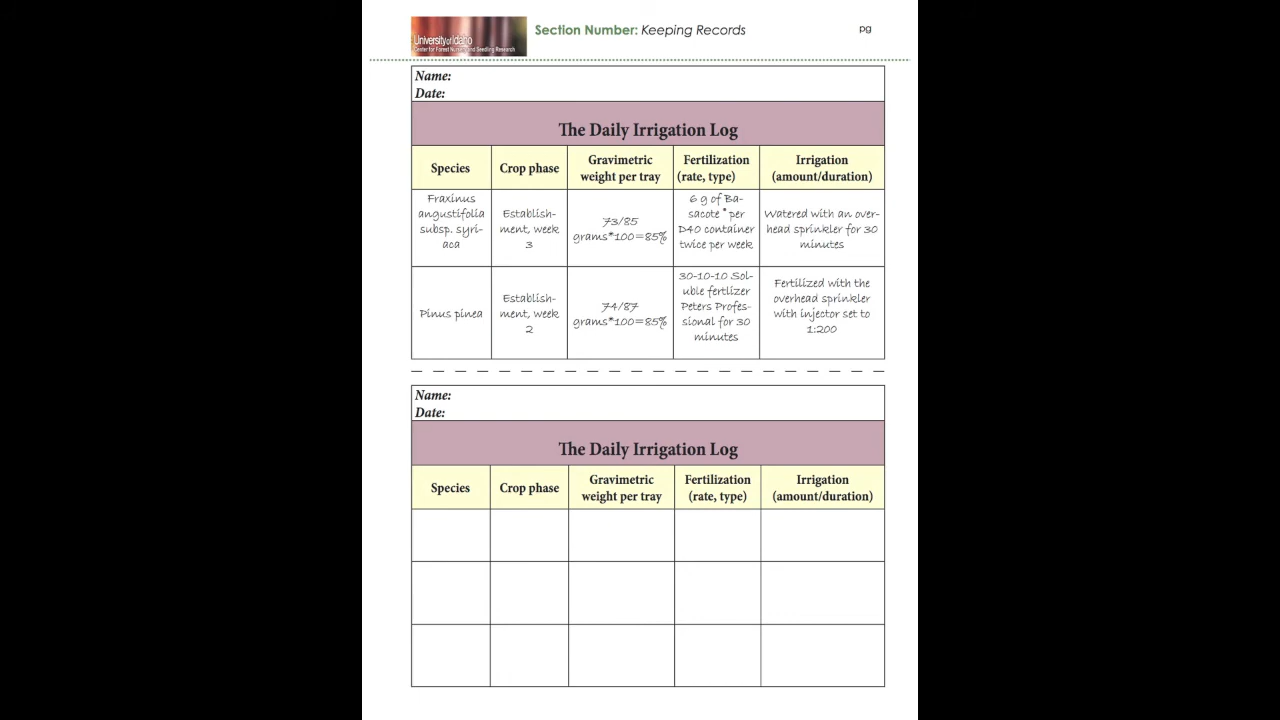 University of Idaho
Center for Forest Nursery and Seedling Research
Section Number: Keeping Records
pg
Name:
Date:
The Daily Irrigation Log
Species
Crop phase
Gravimetric
weight per tray
Fertilization
(rate, type)
Irrigation
(amount/duration)
Fraxinus
angustifolia
subsp. syri-
aca
Establish-
ment, week
3
73/85
grams*100=85%
6 g of Ba-
sacote® per
D40 container
twice per week
Watered with an over-
head sprinkler for 30
minutes
Pinus pinea
Establish-
ment, week
2
74/87
grams*100=85%
30-10-10 Sol-
uble fertlizer
Peters Profes-
sional for 30
minutes
Fertilized with the
overhead sprinkler
with injector set to
1:200
Name:
Date:
The Daily Irrigation Log
Species
Crop phase
Gravimetric
weight per tray
Fertilization
(rate, type)
Irrigation
(amount/duration)